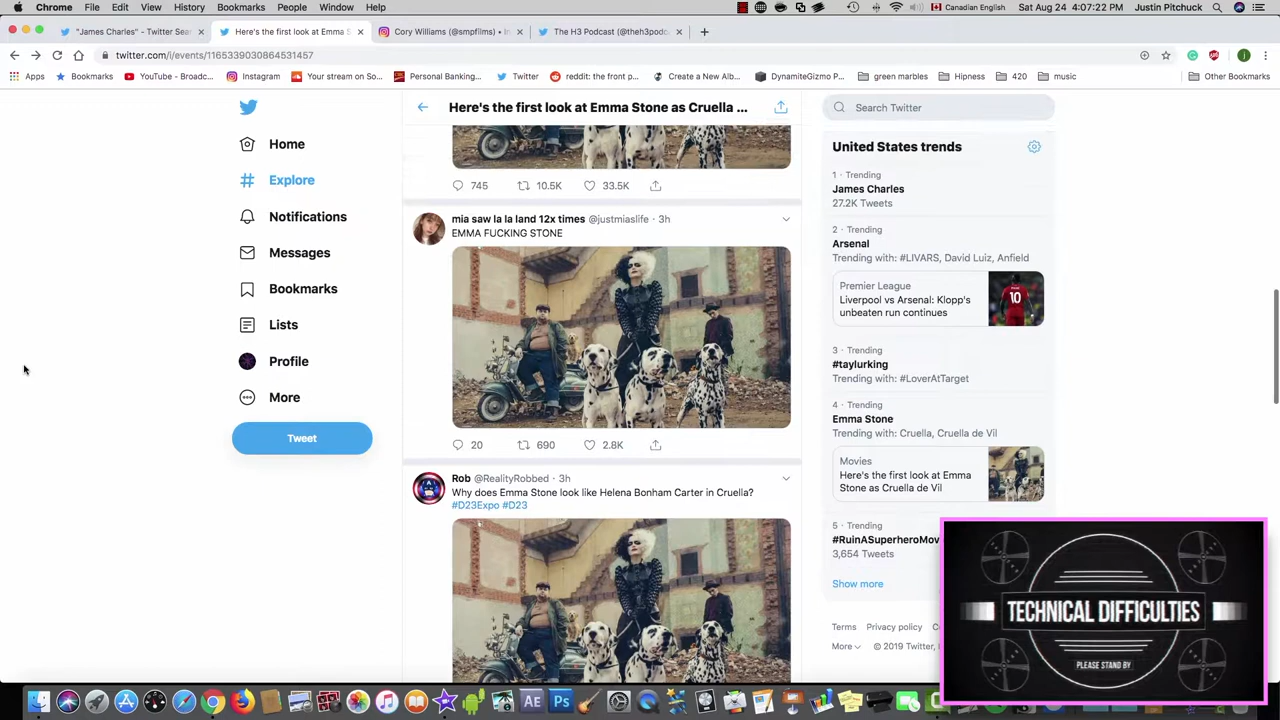 Chrome File Edit View History Bookmarks People Window Help Canadian English Sat Aug 24 4:07:22 PM Justin Pitchuck
"James Charles" - Twitter Sear Here's the first look at Emma S Cory Williams (@smpfilms) • In The H3 Podcast (@theh3podc
twitter.com/i/events/1165339030864531457
Apps Bookmarks YouTube - Broadc... Instagram Your stream on So... Personal Banking... Twitter reddit: the front p... Create a New Alb... DynamiteGizmo P... green marbles Hipness 420 music Other Bookmarks
Home
Explore
Notifications
Messages
Bookmarks
Lists
Profile
More
Tweet
Here's the first look at Emma Stone as Cruella ...
745 10.5K 33.5K
mia saw la la land 12x times @justmiaslife · 3h
EMMA FUCKING STONE
20 690 2.8K
Rob @RealityRobbed · 3h
Why does Emma Stone look like Helena Bonham Carter in Cruella?
#D23Expo #D23
Search Twitter
United States trends
1 · Trending
James Charles
27.2K Tweets
2 · Trending
Arsenal
Trending with: #LIVARS, David Luiz, Anfield
Premier League
Liverpool vs Arsenal: Klopp's
unbeaten run continues
10
3 · Trending
#taylurking
Trending with: #LoverAtTarget
4 · Trending
Emma Stone
Trending with: Cruella, Cruella de Vil
Movies
Here's the first look at Emma
Stone as Cruella de Vil
5 · Trending
#RuinASuperheroMov
3,654 Tweets
Show more
Terms Privacy policy C
More © 2019 Twitter,
TECHNICAL DIFFICULTIES
PLEASE STAND BY
AE Ps